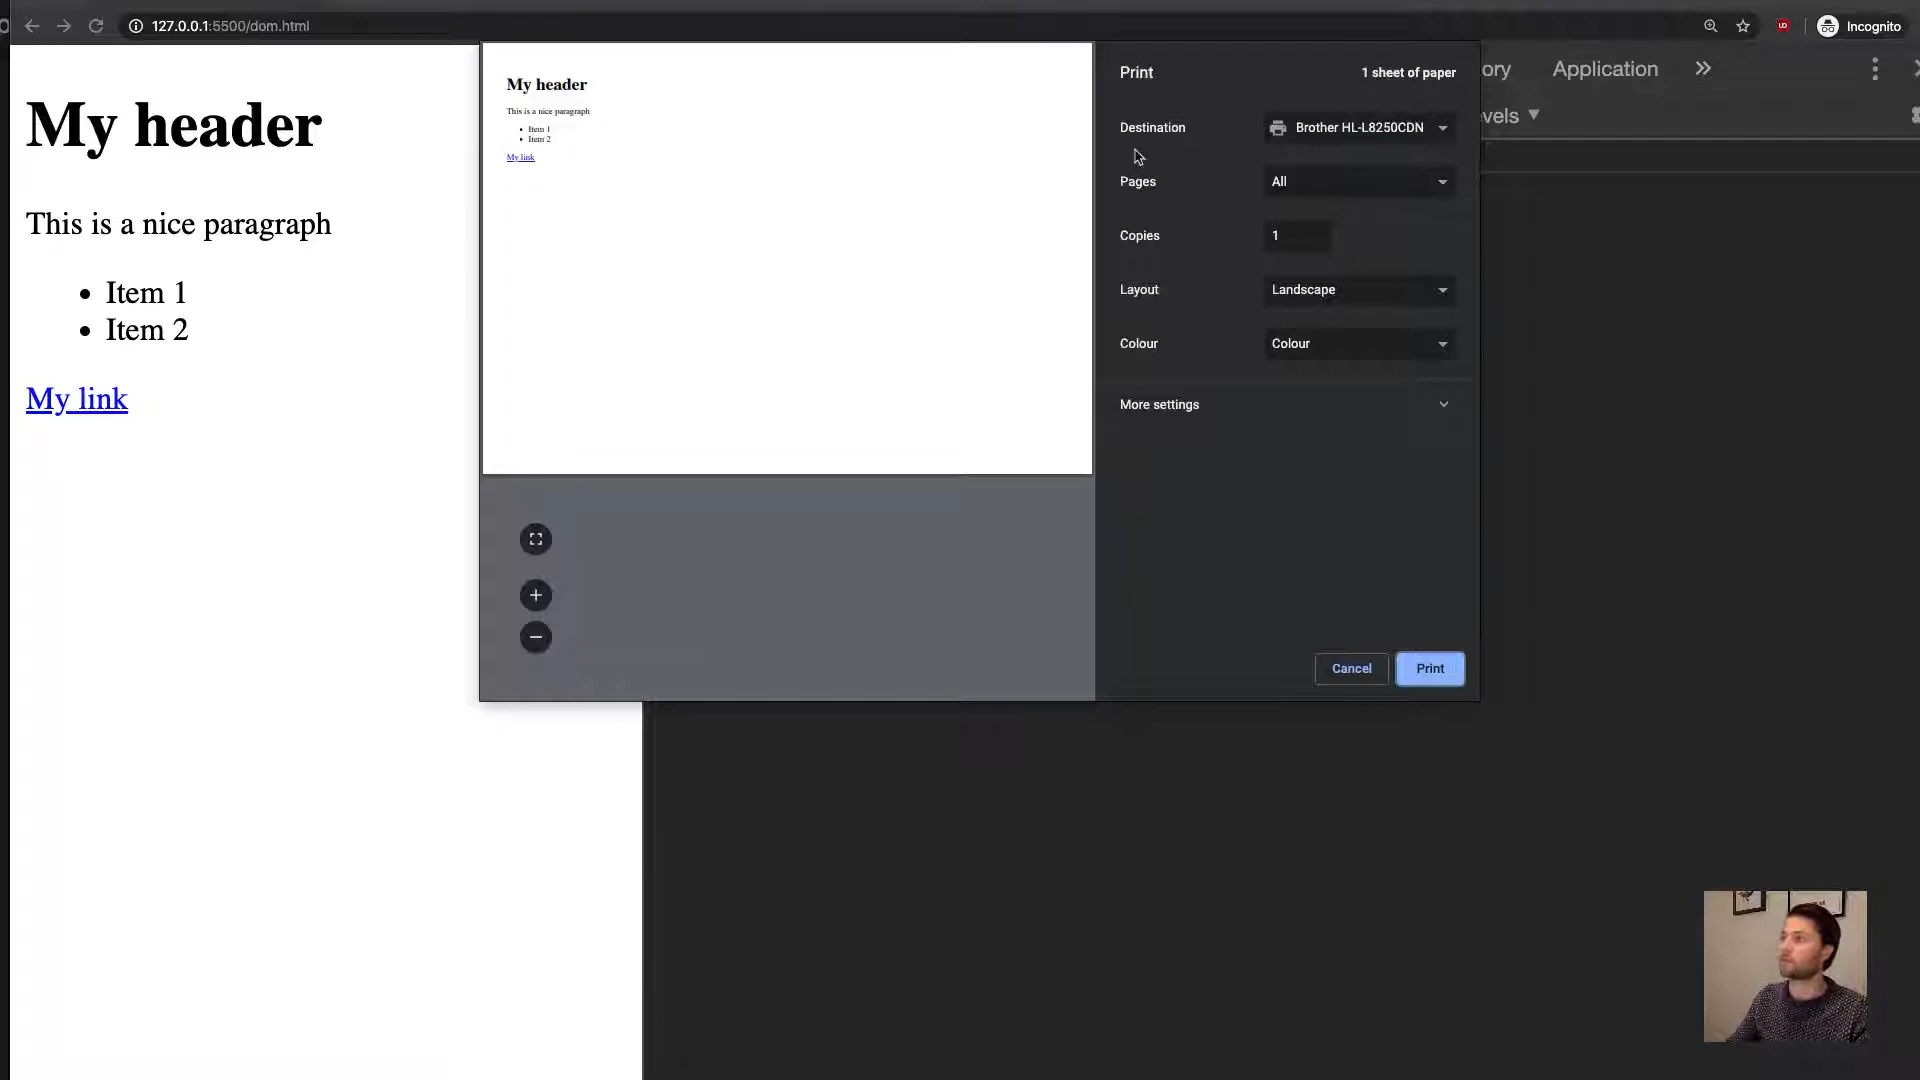 127.0.0.1:5500/dom.html
Incognito
My header
This is a nice paragraph
Item 1
Item 2
My link
My header
This is a nice paragraph
Item 1
Item 2
My link
Print
1 sheet of paper
Destination
Brother HL-L8250CDN
Pages
All
Copies
1
Layout
Landscape
Colour
Colour
More settings
Cancel
Print
ory
Application
vels